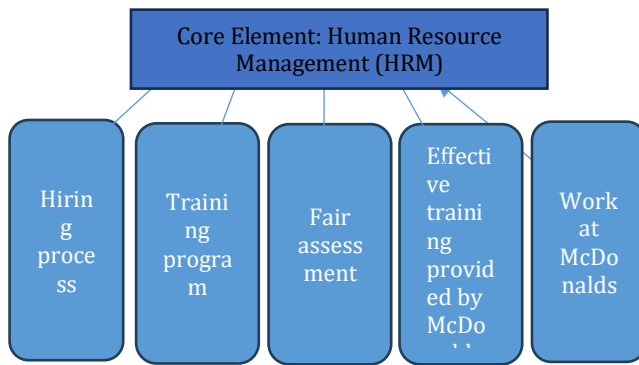 Core Element: Human Resource
Management (HRM)
Hirin
g
proce
ss
Traini
ng
progra
m
Fair
assess
ment
Effecti
ve
traini
ng
provid
ed by
McDo
Work
at
McDo
nalds